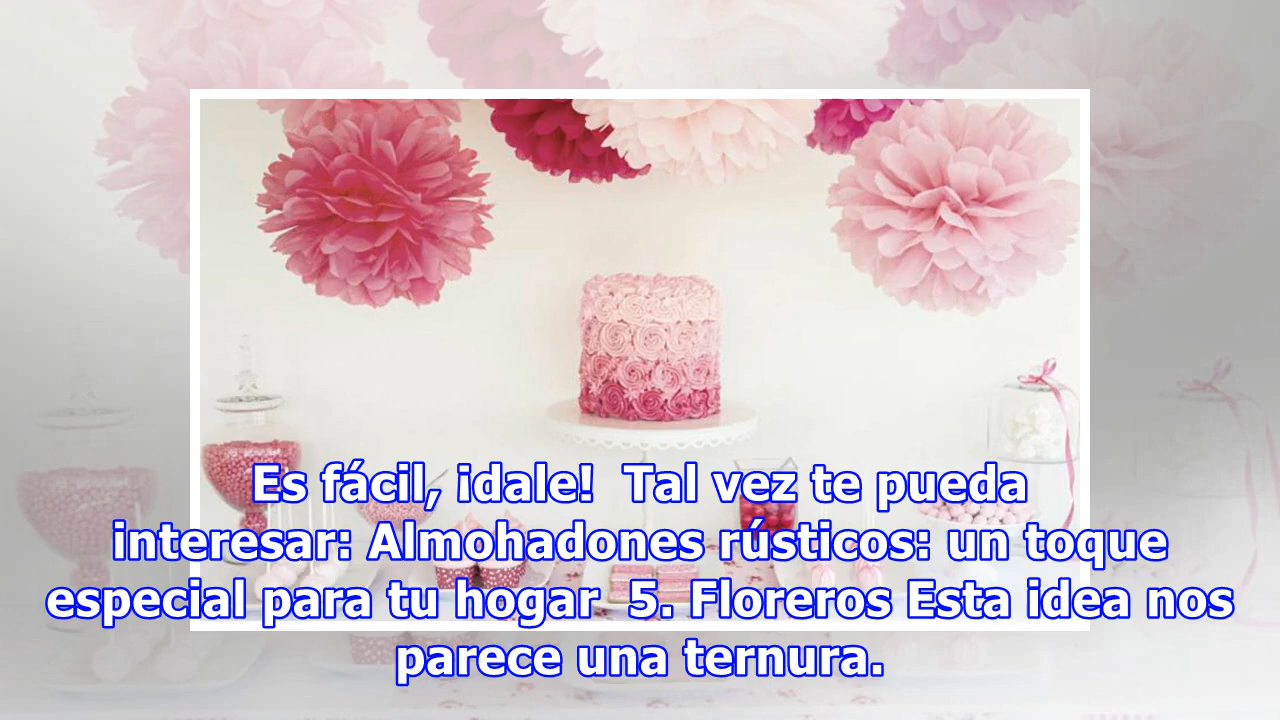 Es fácil, ¡dale!  Tal vez te pueda
interesar: Almohadones rústicos: un toque
especial para tu hogar  5. Floreros Esta idea nos
parece una ternura.